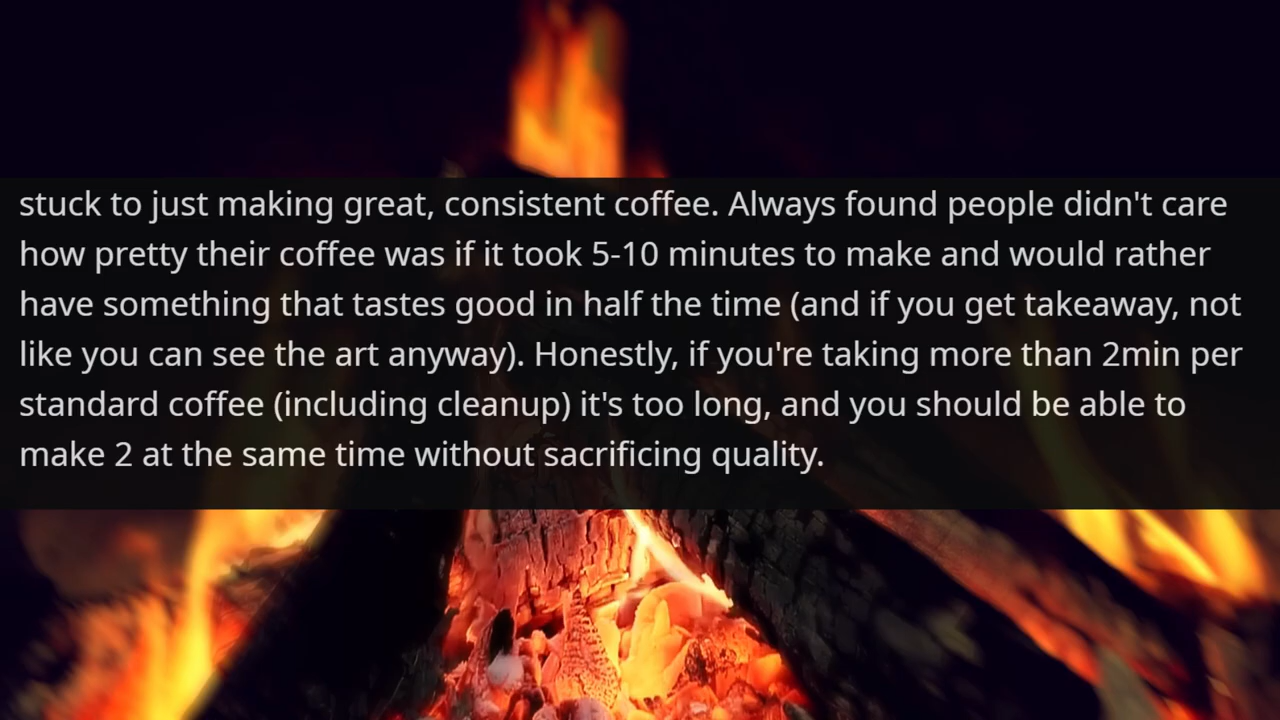 stuck to just making great, consistent coffee. Always found people didn't care
how pretty their coffee was if it took 5-10 minutes to make and would rather
have something that tastes good in half the time (and if you get takeaway, not
like you can see the art anyway). Honestly, if you're taking more than 2min per
standard coffee (including cleanup) it's too long, and you should be able to
make 2 at the same time without sacrificing quality.